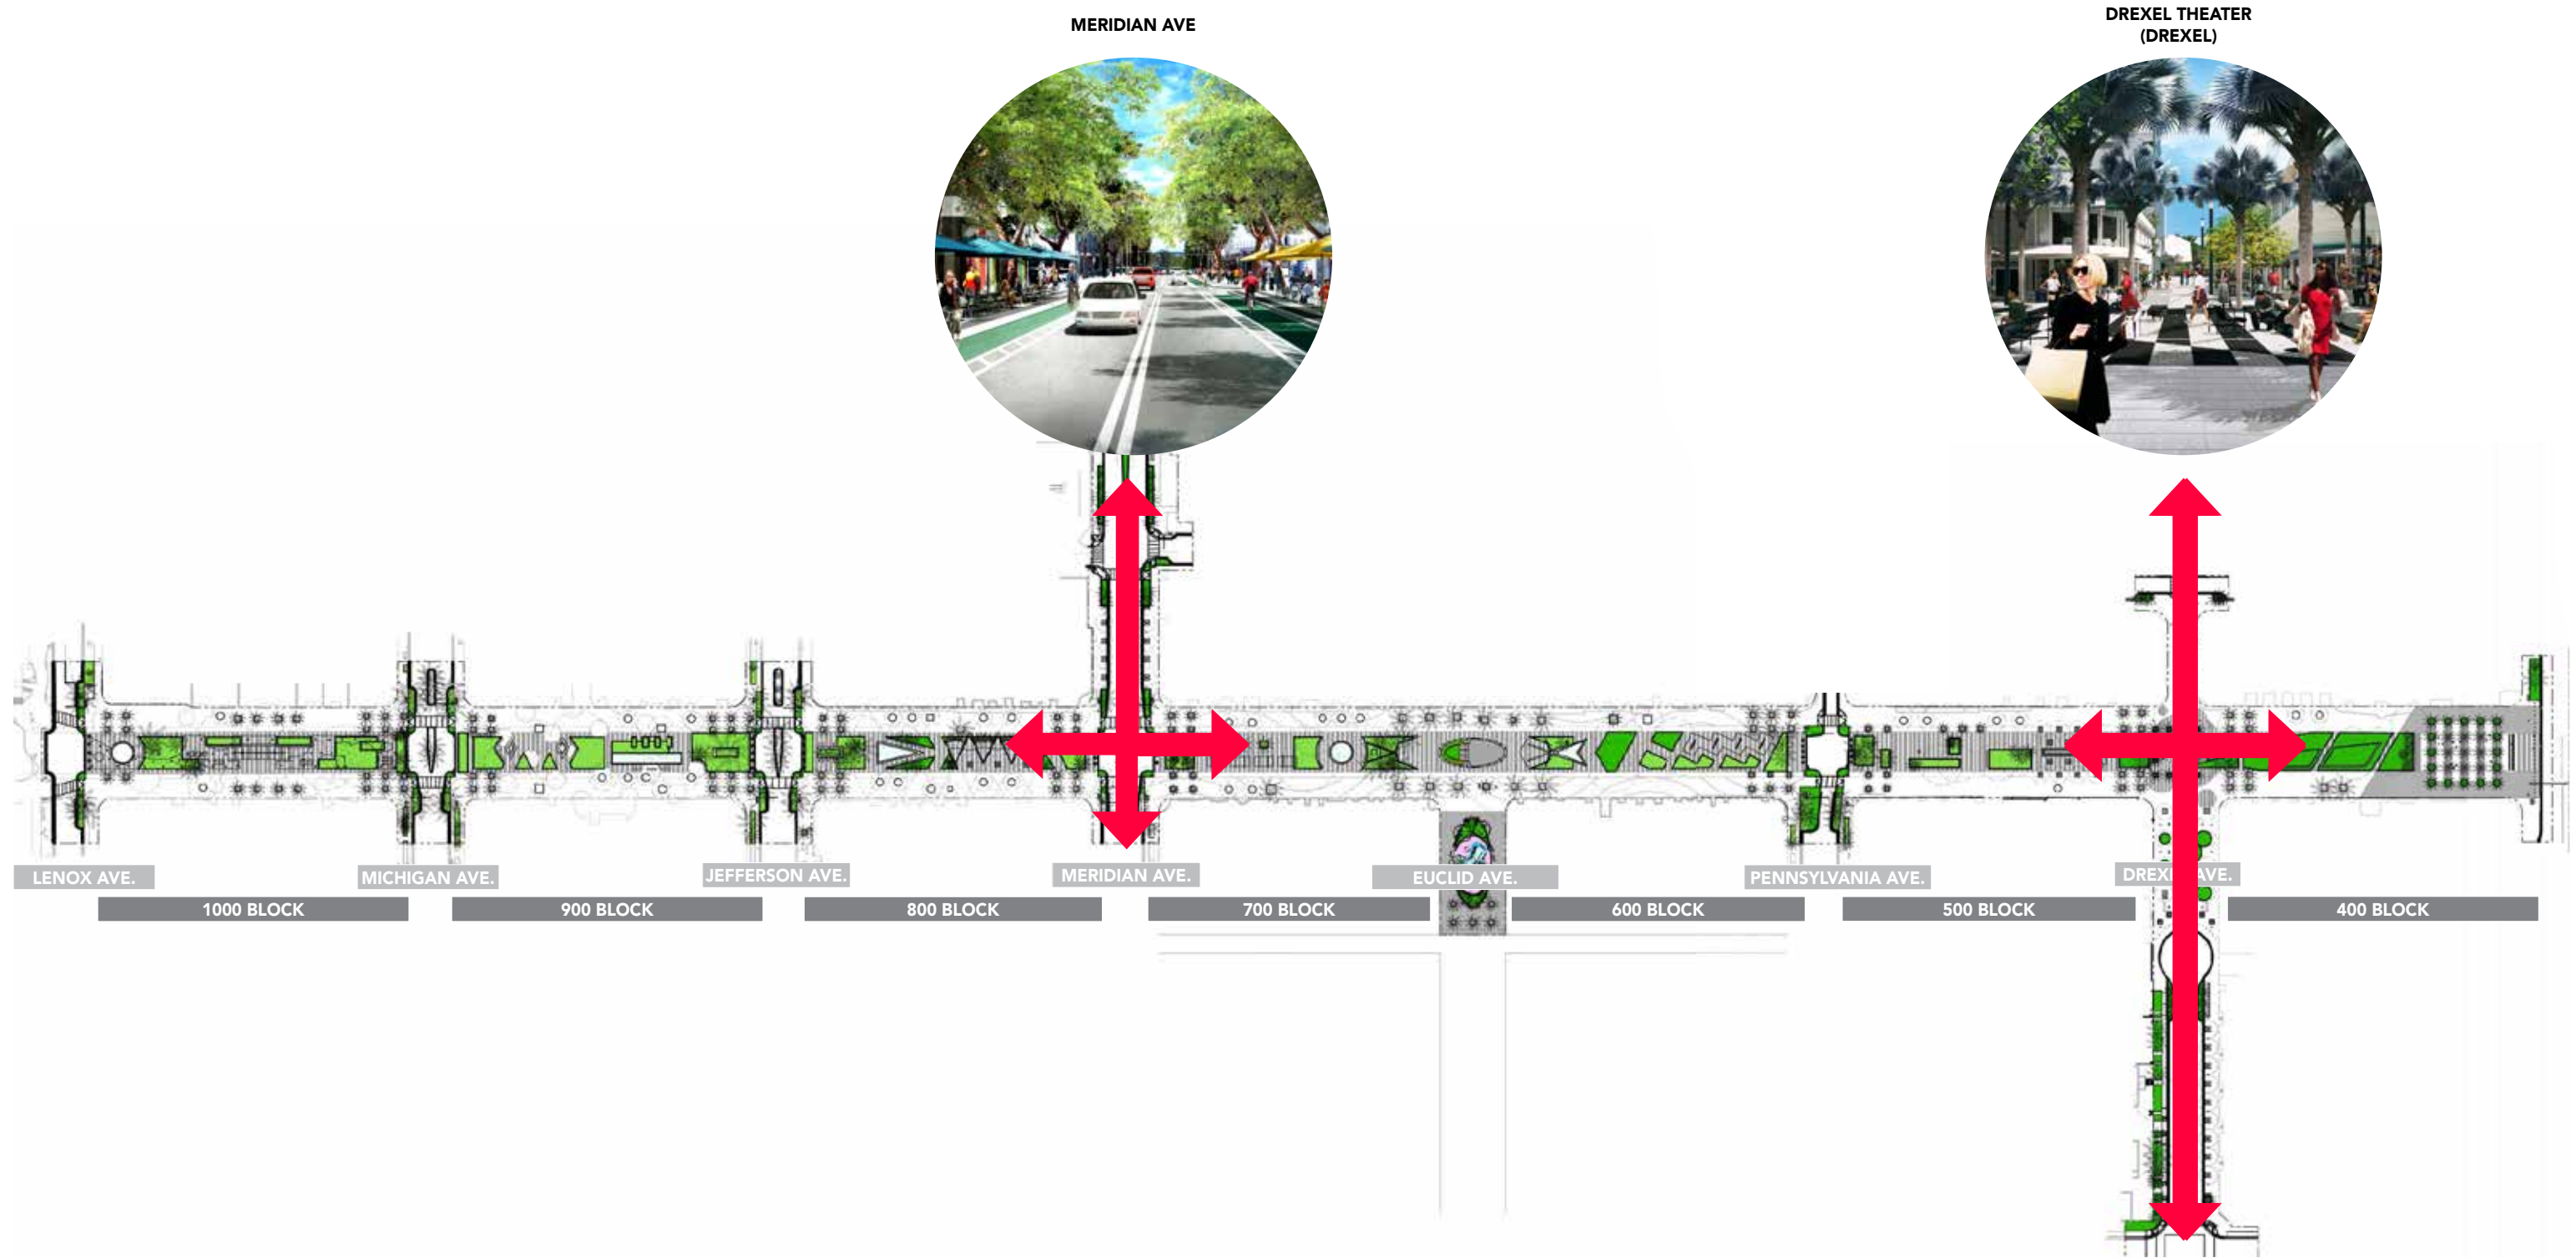 MERIDIAN AVE
DREXEL THEATER
(DREXEL)
LENOX AVE.
MICHIGAN AVE.
JEFFERSON AVE.
MERIDIAN AVE.
EUCLID AVE.
PENNSYLVANIA AVE.
DREX AVE.
1000 BLOCK
900 BLOCK
800 BLOCK
700 BLOCK
600 BLOCK
500 BLOCK
400 BLOCK